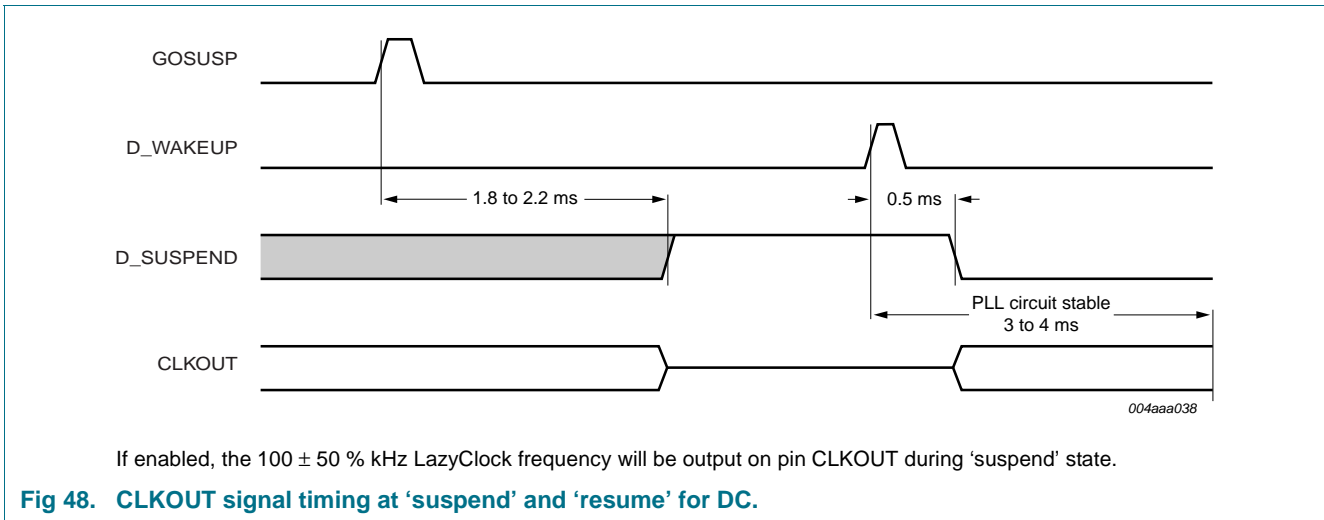 GOSUSP
D_WAKEUP
1.8 to 2.2 ms
0.5 ms
D_SUSPEND
PLL circuit stable
3 to 4 ms
CLKOUT
004aaa038
If enabled, the 100 ± 50 % kHz LazyClock frequency will be output on pin CLKOUT during ‘suspend’ state.
Fig 48. CLKOUT signal timing at ‘suspend’ and ‘resume’ for DC.